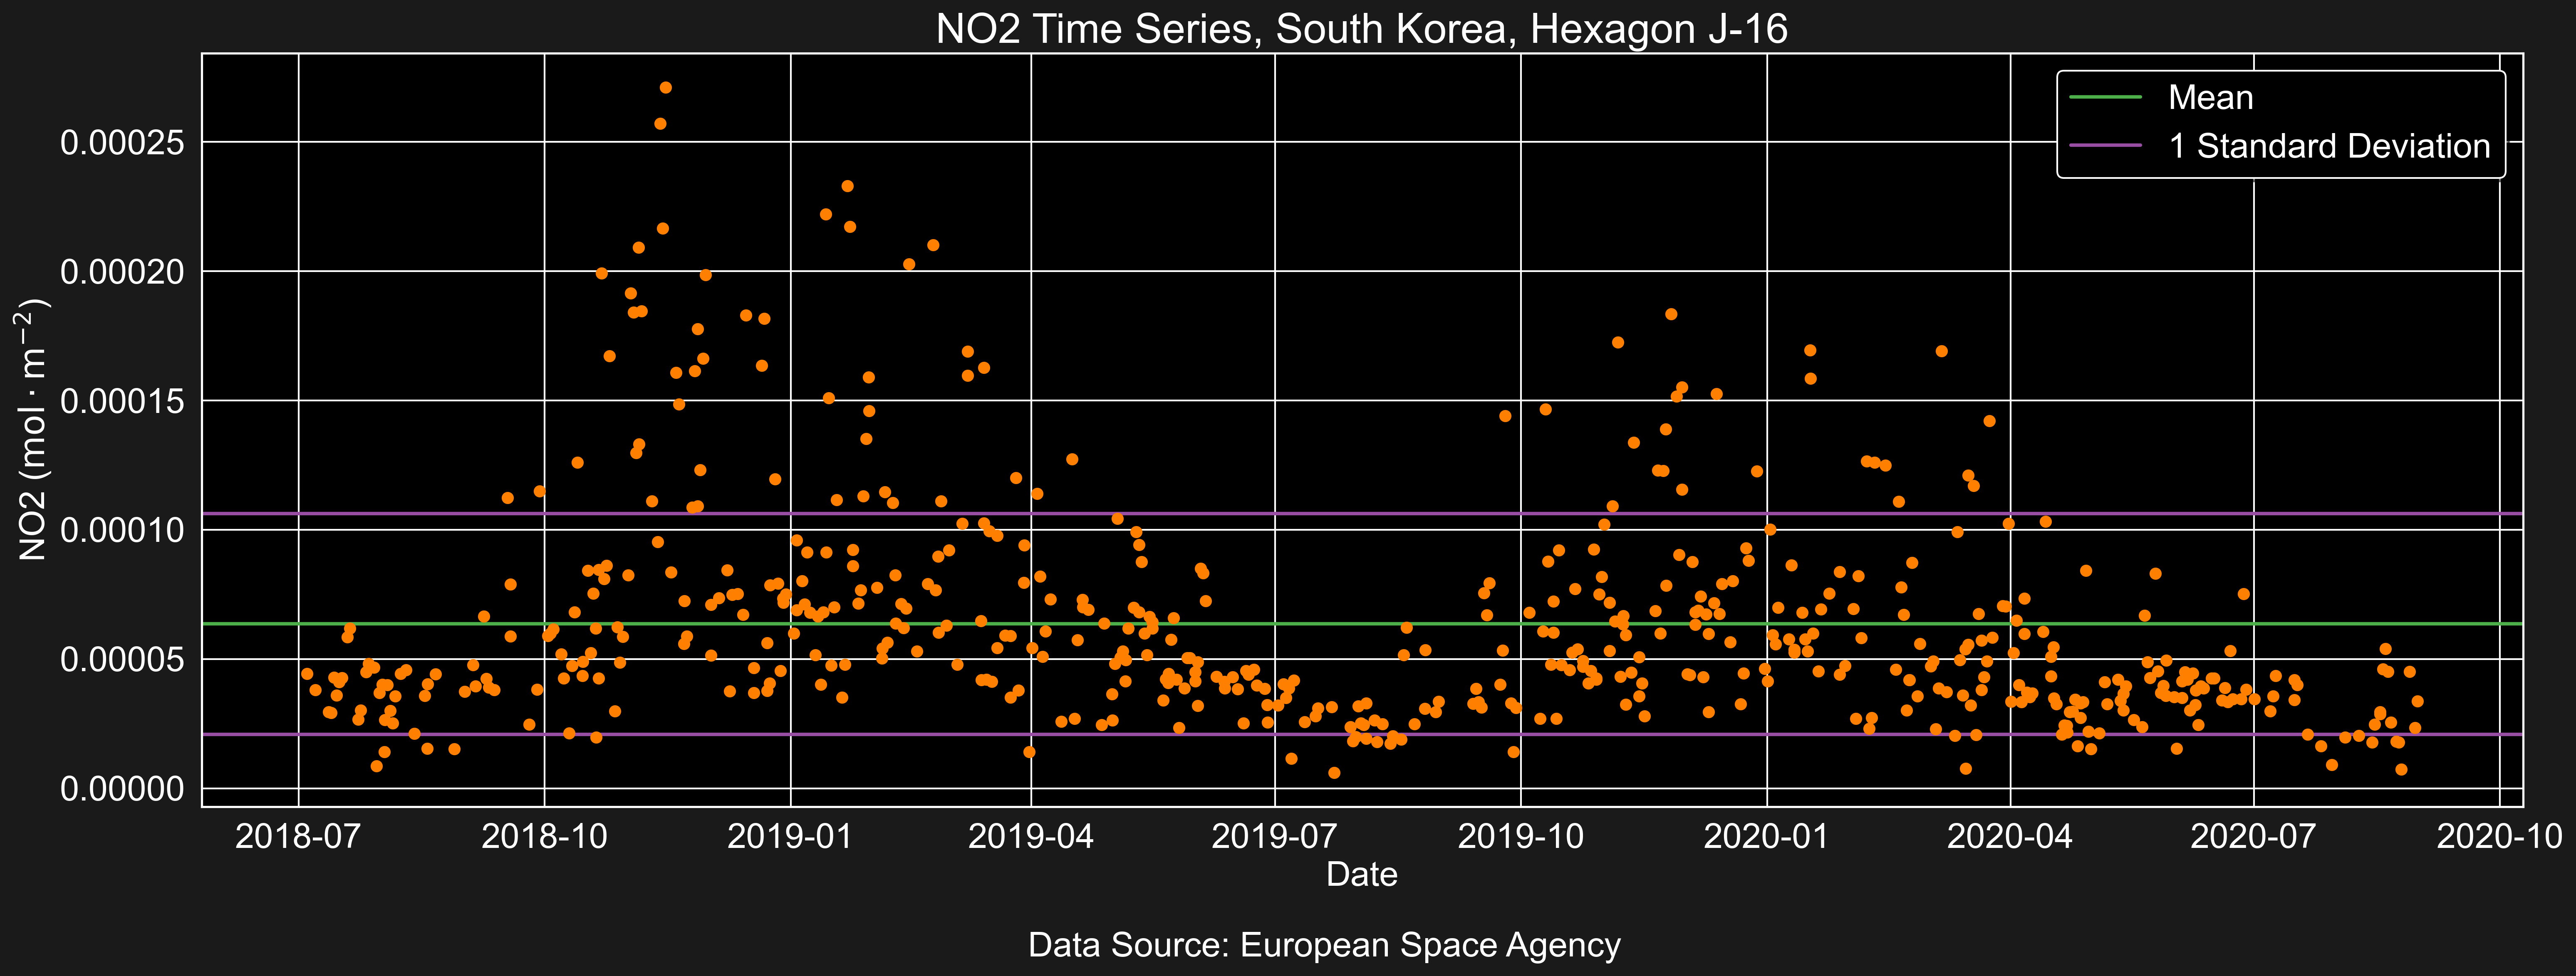 NO2 Time Series, South Korea, Hexagon J-16
Mean
1 Standard Deviation
NO2 (mol · m⁻²)
0.00025
0.00020
0.00015
0.00010
0.00005
0.00000
2018-07 2018-10 2019-01 2019-04 2019-07 2019-10 2020-01 2020-04 2020-07 2020-10
Date
Data Source: European Space Agency